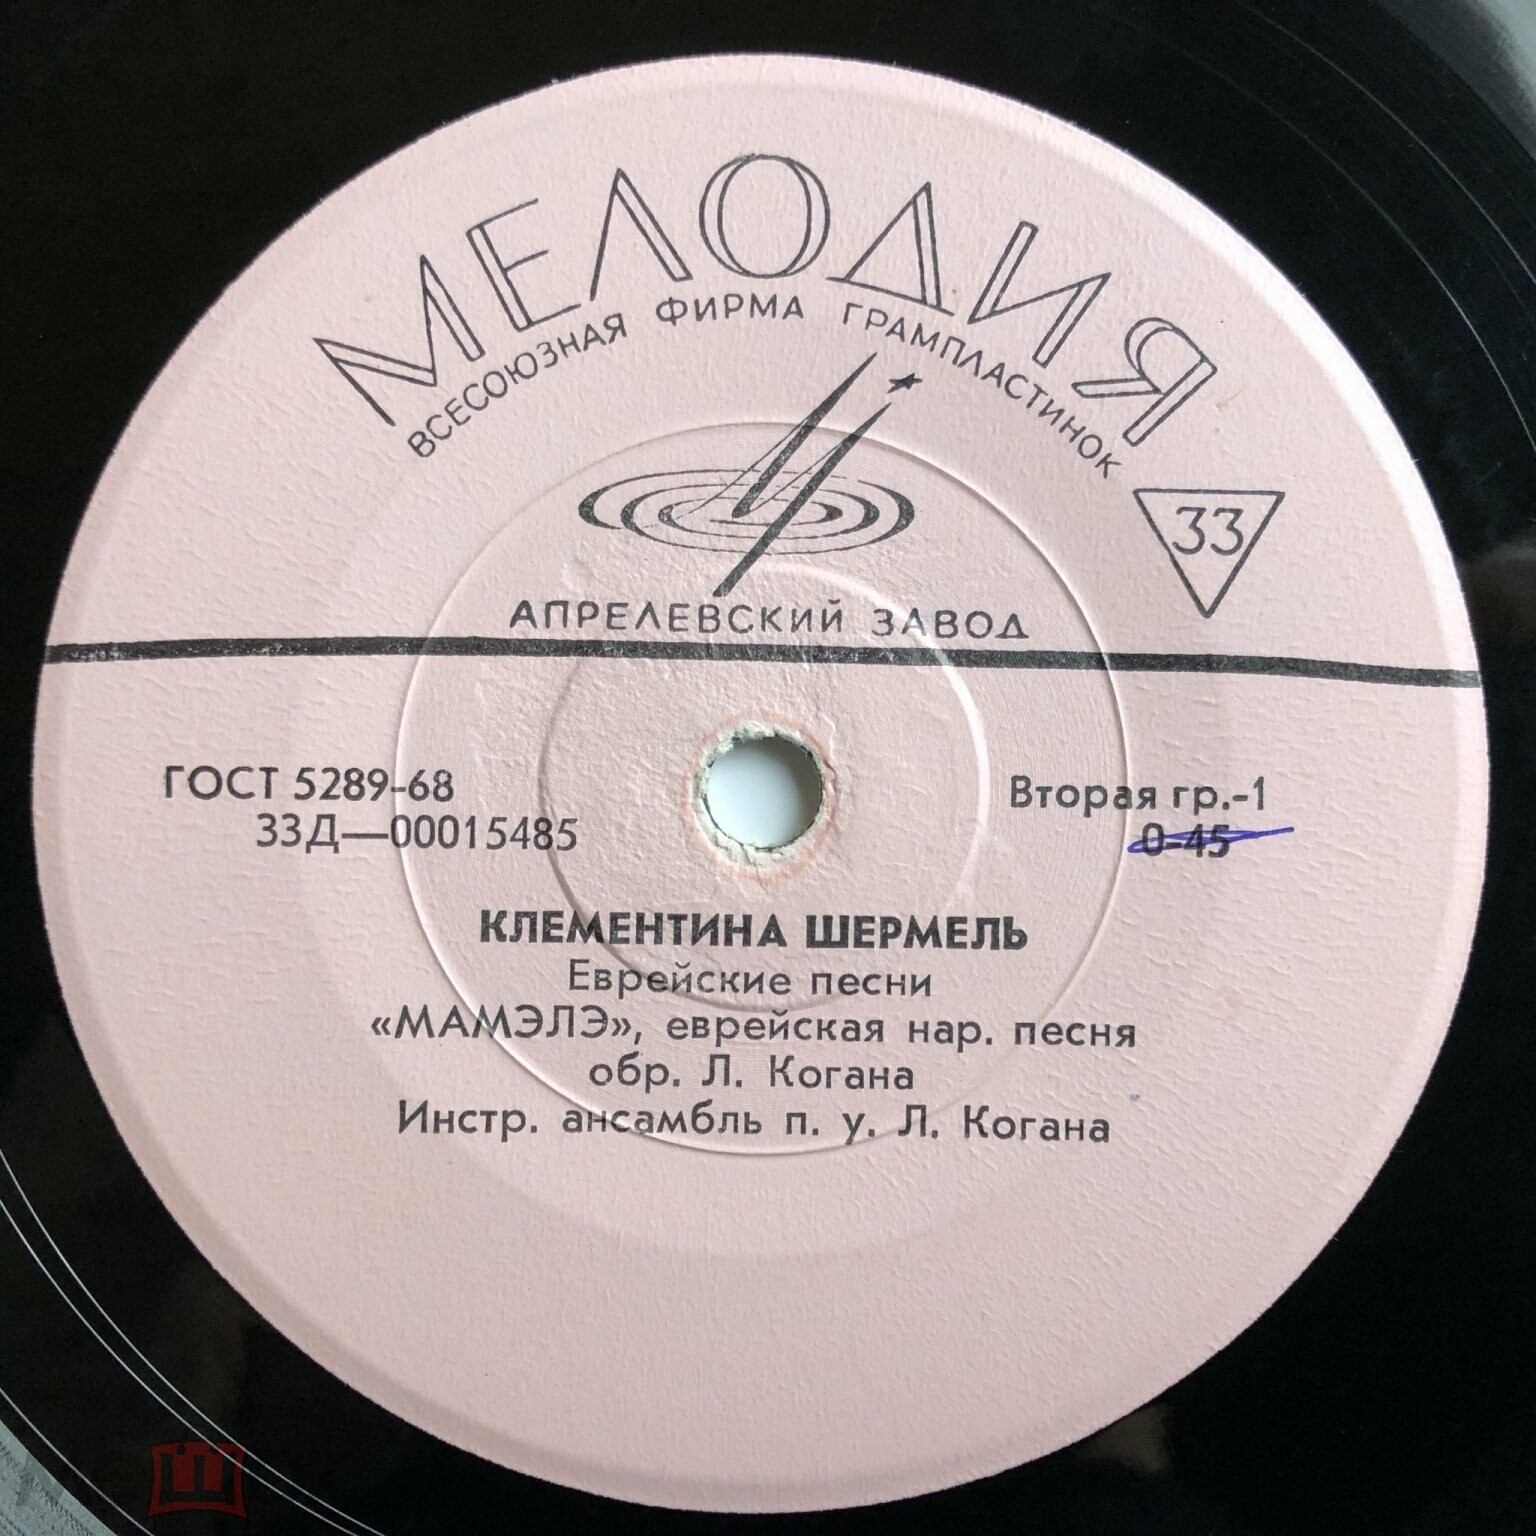 МЕЛОДИЯ
ВСЕСОЮЗНАЯ ФИРМА ГРАМПЛАСТИНОК
33
АПРЕЛЕВСКИЙ ЗАВОД
ГОСТ 5289-68
33Д—00015485
Вторая гр.-1
0-45
КЛЕМЕНТИНА ШЕРМЕЛЬ
Еврейские песни
«МАМЭЛЭ», еврейская нар. песня
обр. Л. Когана
Инстр. ансамбль п. у. Л. Когана